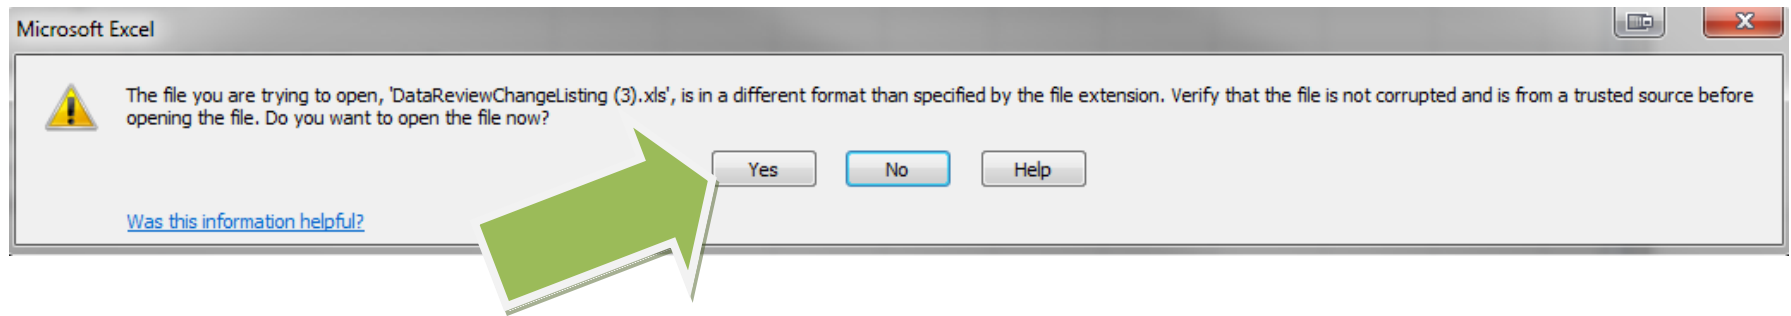 Microsoft Excel
The file you are trying to open, 'DataReviewChangeListing (3).xls', is in a different format than specified by the file extension. Verify that the file is not corrupted and is from a trusted source before
opening the file. Do you want to open the file now?
Yes No Help
Was this information helpful?